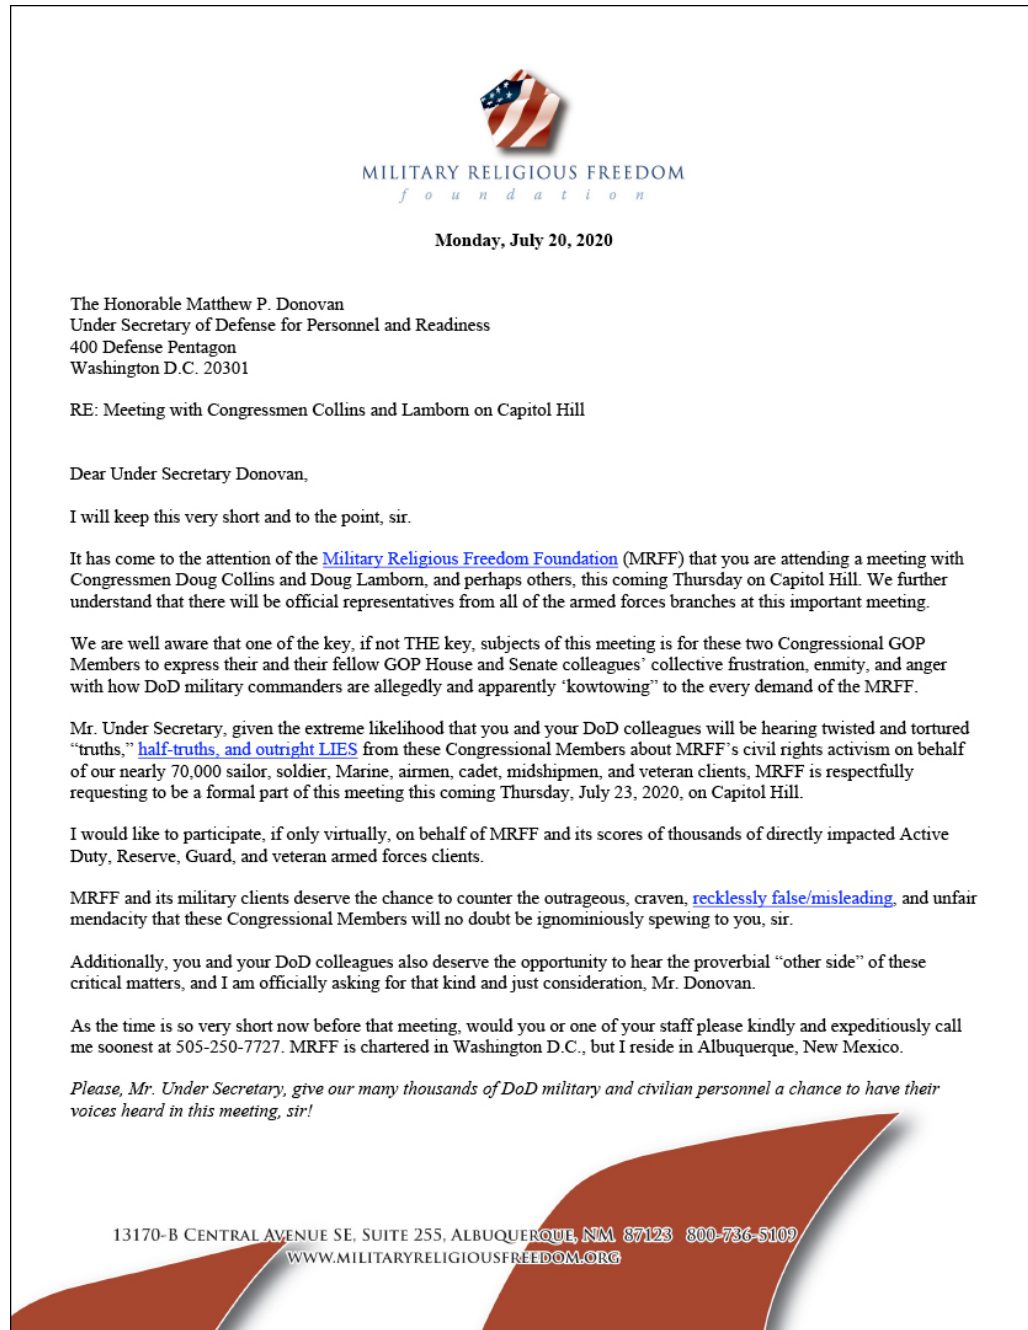 MILITARY RELIGIOUS FREEDOM
foundation
Monday, July 20, 2020
The Honorable Matthew P. Donovan
Under Secretary of Defense for Personnel and Readiness
400 Defense Pentagon
Washington D.C. 20301
RE: Meeting with Congressmen Collins and Lamborn on Capitol Hill
Dear Under Secretary Donovan,
I will keep this very short and to the point, sir.
It has come to the attention of the Military Religious Freedom Foundation (MRFF) that you are attending a meeting with
Congressmen Doug Collins and Doug Lamborn, and perhaps others, this coming Thursday on Capitol Hill. We further
understand that there will be official representatives from all of the armed forces branches at this important meeting.
We are well aware that one of the key, if not THE key, subjects of this meeting is for these two Congressional GOP
Members to express their and their fellow GOP House and Senate colleagues’ collective frustration, enmity, and anger
with how DoD military commanders are allegedly and apparently ‘kowtowing” to the every demand of the MRFF.
Mr. Under Secretary, given the extreme likelihood that you and your DoD colleagues will be hearing twisted and tortured
“truths,” half-truths, and outright LIES from these Congressional Members about MRFF’s civil rights activism on behalf
of our nearly 70,000 sailor, soldier, Marine, airmen, cadet, midshipmen, and veteran clients, MRFF is respectfully
requesting to be a formal part of this meeting this coming Thursday, July 23, 2020, on Capitol Hill.
I would like to participate, if only virtually, on behalf of MRFF and its scores of thousands of directly impacted Active
Duty, Reserve, Guard, and veteran armed forces clients.
MRFF and its military clients deserve the chance to counter the outrageous, craven, recklessly false/misleading, and unfair
mendacity that these Congressional Members will no doubt be ignominiously spewing to you, sir.
Additionally, you and your DoD colleagues also deserve the opportunity to hear the proverbial “other side” of these
critical matters, and I am officially asking for that kind and just consideration, Mr. Donovan.
As the time is so very short now before that meeting, would you or one of your staff please kindly and expeditiously call
me soonest at 505-250-7727. MRFF is chartered in Washington D.C., but I reside in Albuquerque, New Mexico.
Please, Mr. Under Secretary, give our many thousands of DoD military and civilian personnel a chance to have their
voices heard in this meeting, sir!
13170-B CENTRAL AVENUE SE, SUITE 255, ALBUQUERQUE, NM 87123 800-736-5109
WWW.MILITARYRELIGIOUSFREEDOM.ORG